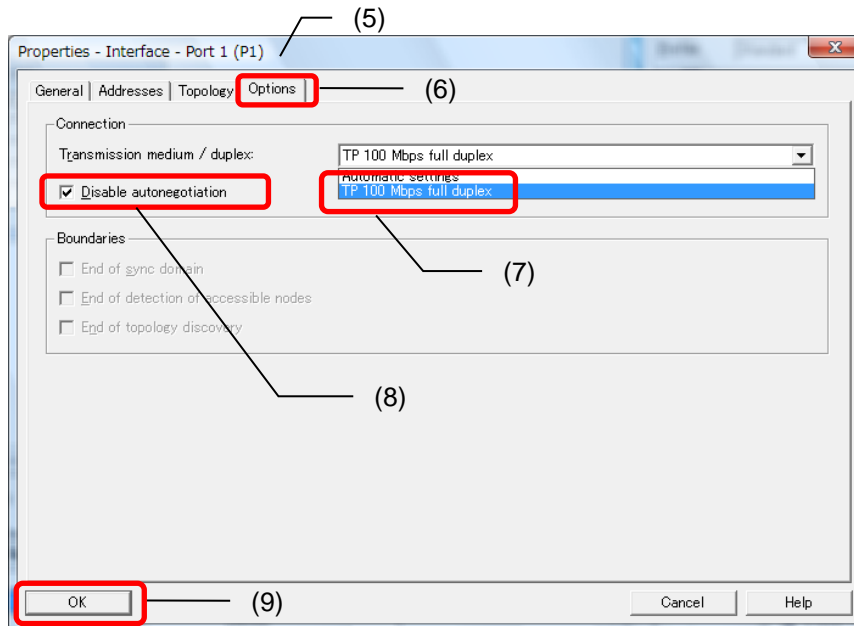 (5)
Properties - Interface - Port 1 (P1)
General Addresses Topology Options (6)
Connection
Transmission medium / duplex: TP 100 Mbps full duplex
Automatic settings
Disable autonegotiation TP 100 Mbps full duplex
(7)
Boundaries
End of sync domain
End of detection of accessible nodes
End of topology discovery
(8)
OK (9) Cancel Help